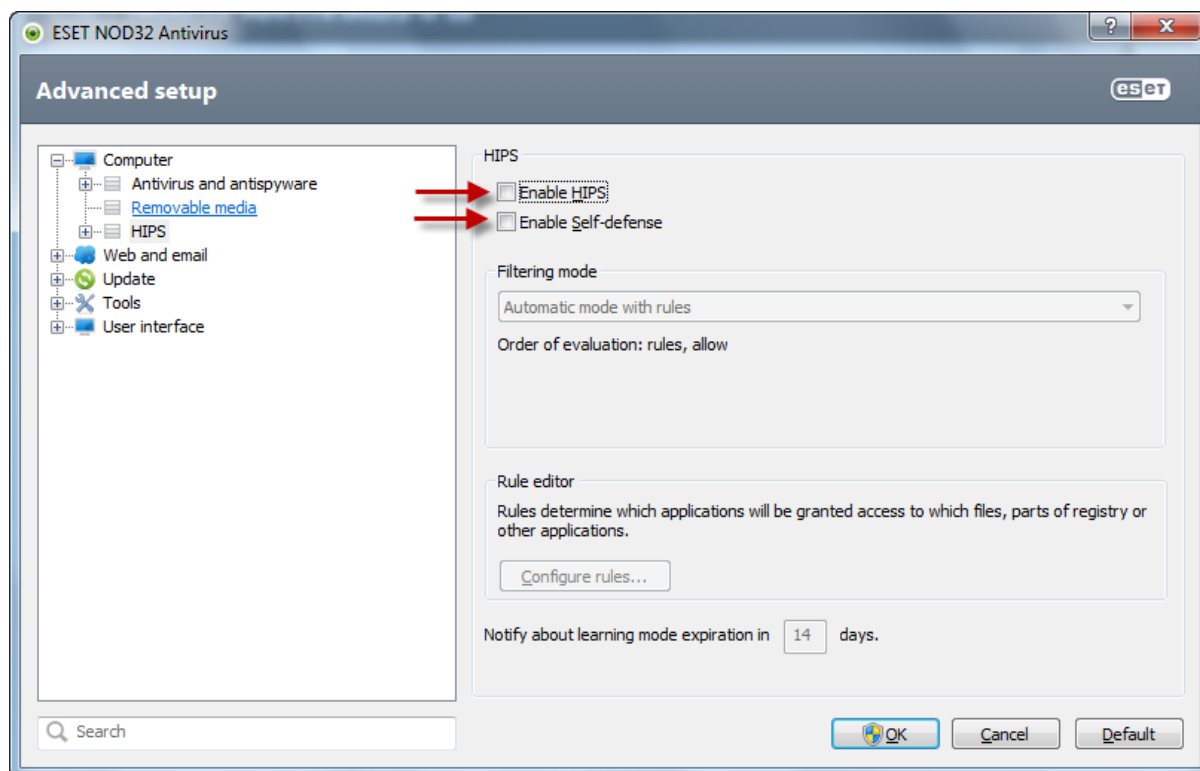 ESET NOD32 Antivirus
?
X
Advanced setup
eset
Computer
Antivirus and antispyware
Removable media
HIPS
Web and email
Update
Tools
User interface
Search
HIPS
Enable HIPS
Enable Self-defense
Filtering mode
Automatic mode with rules
Order of evaluation: rules, allow
Rule editor
Rules determine which applications will be granted access to which files, parts of registry or
other applications.
Configure rules...
Notify about learning mode expiration in 14 days.
OK
Cancel
Default